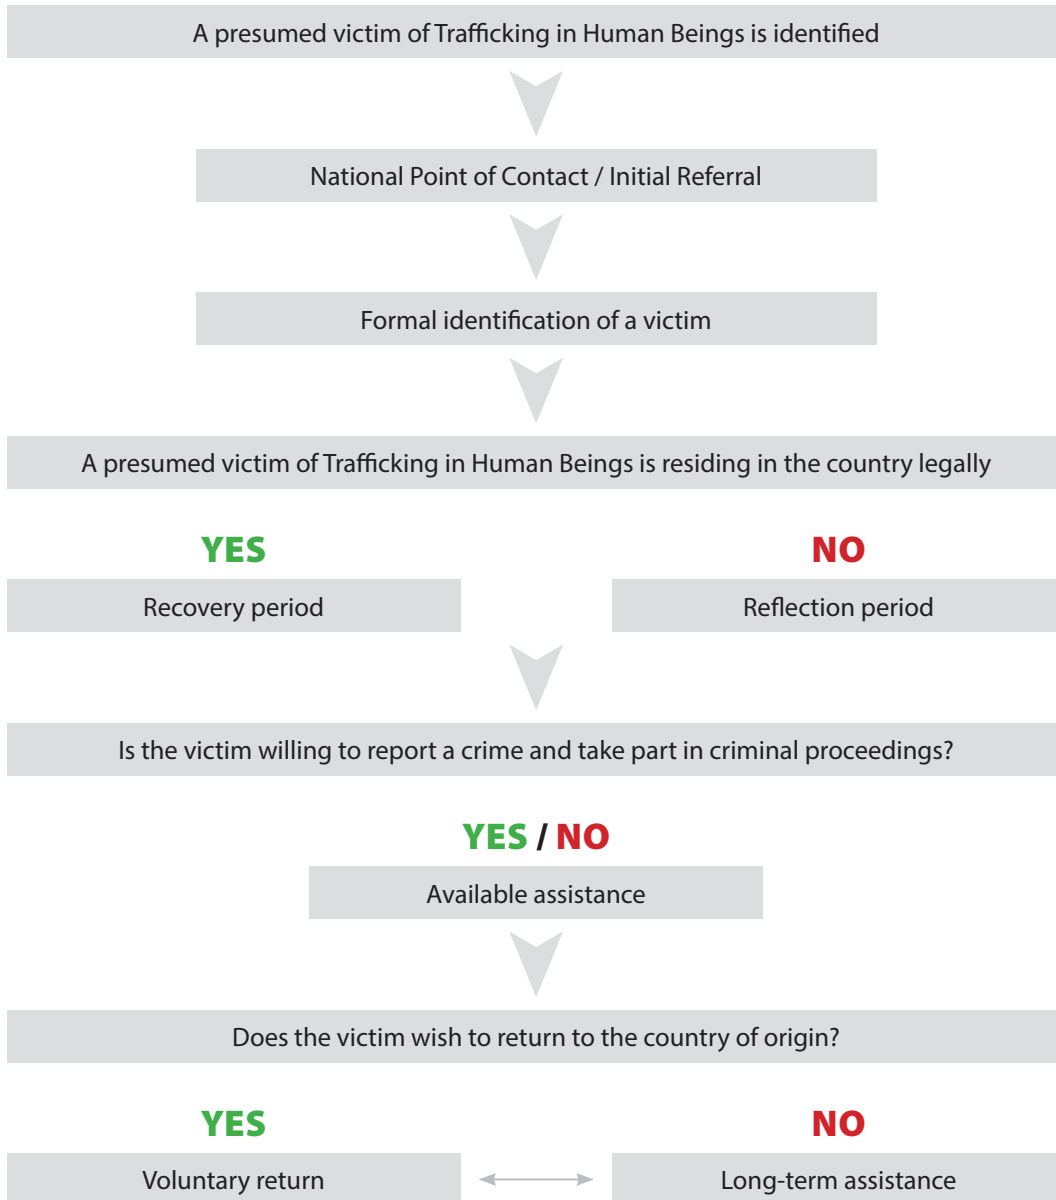 A presumed victim of Trafficking in Human Beings is identified
National Point of Contact / Initial Referral
Formal identification of a victim
A presumed victim of Trafficking in Human Beings is residing in the country legally
YES
NO
Recovery period
Reflection period
Is the victim willing to report a crime and take part in criminal proceedings?
YES / NO
Available assistance
Does the victim wish to return to the country of origin?
YES
NO
Voluntary return
Long-term assistance